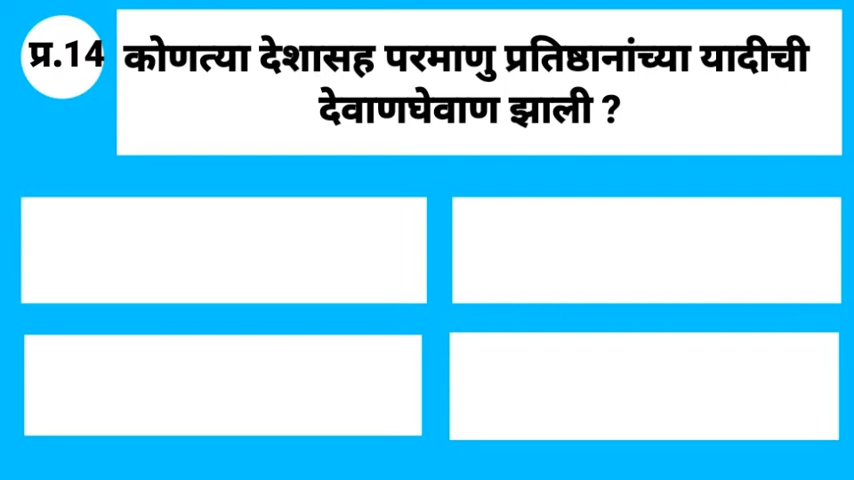 प्र.14
कोणत्या देशासह परमाणु प्रतिष्ठानांच्या यादीची
देवाणघेवाण झाली ?